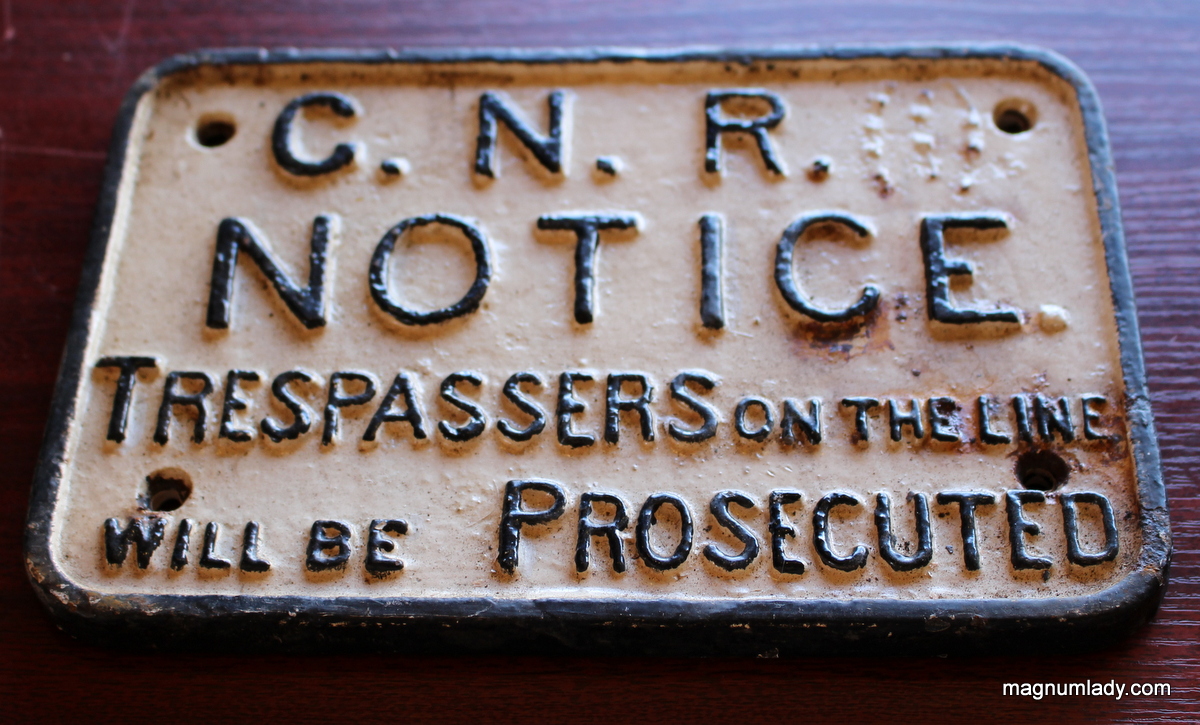 C. N. R.
NOTICE.
TRESPASSERS ON THE LINE
WILL BE PROSECUTED
magnumlady.com